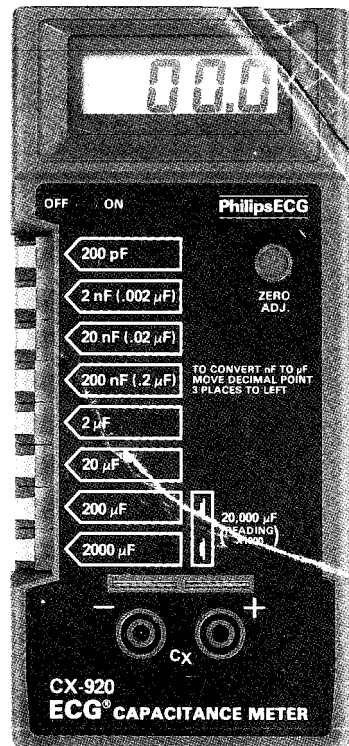 00.0
OFF ON
PhilipsECG
200 pF
2 nF (.002 µF)
ZERO
ADJ.
20 nF (.02 µF)
200 nF (.2 µF)
TO CONVERT nF TO µF
MOVE DECIMAL POINT
3 PLACES TO LEFT
2 µF
20 µF
200 µF
2000 µF
20,000 µF
(READING
− +
CX
CX-920
ECG® CAPACITANCE METER